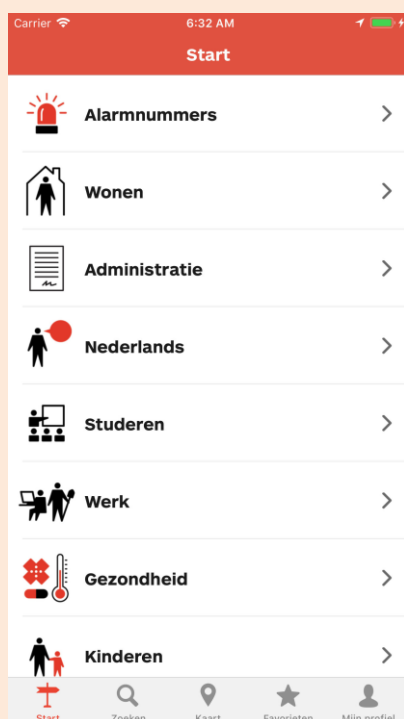 Carrier 6:32 AM
Start
Alarmnummers
Wonen
Administratie
Nederlands
Studeren
Werk
Gezondheid
Kinderen
Start Zoeken Kaart Favorieten Mijn profiel